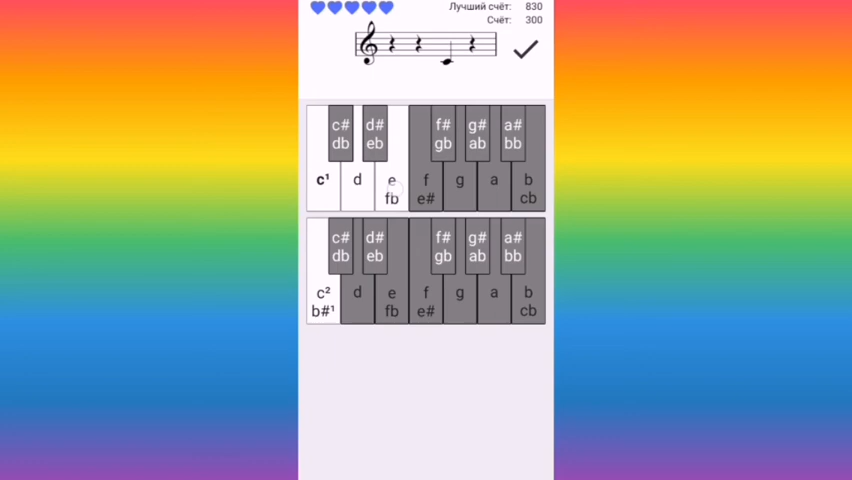 Лучший счёт: 830
Счёт: 300
c# d# f# g# a#
db eb gb ab bb
c¹ d e f g a b
fb e# cb
c# d# f# g# a#
db eb gb ab bb
c² d e f g a b
b#¹ fb e# cb